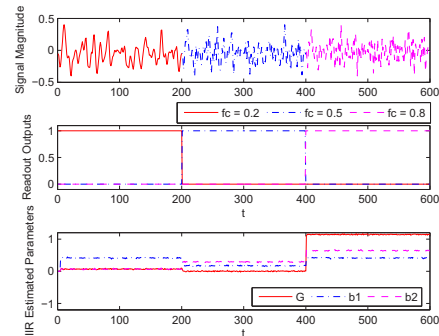 Signal Magnitude
0.5
0
-0.5
0 100 200 300 400 500 600
fc = 0.2 fc = 0.5 fc = 0.8
Readout Outputs
1
0.5
0
0 100 200 300 400 500 600
t
IIR Estimated Parameters
1
0
-1
0 100 200 300 400 500 600
G b1 b2
t